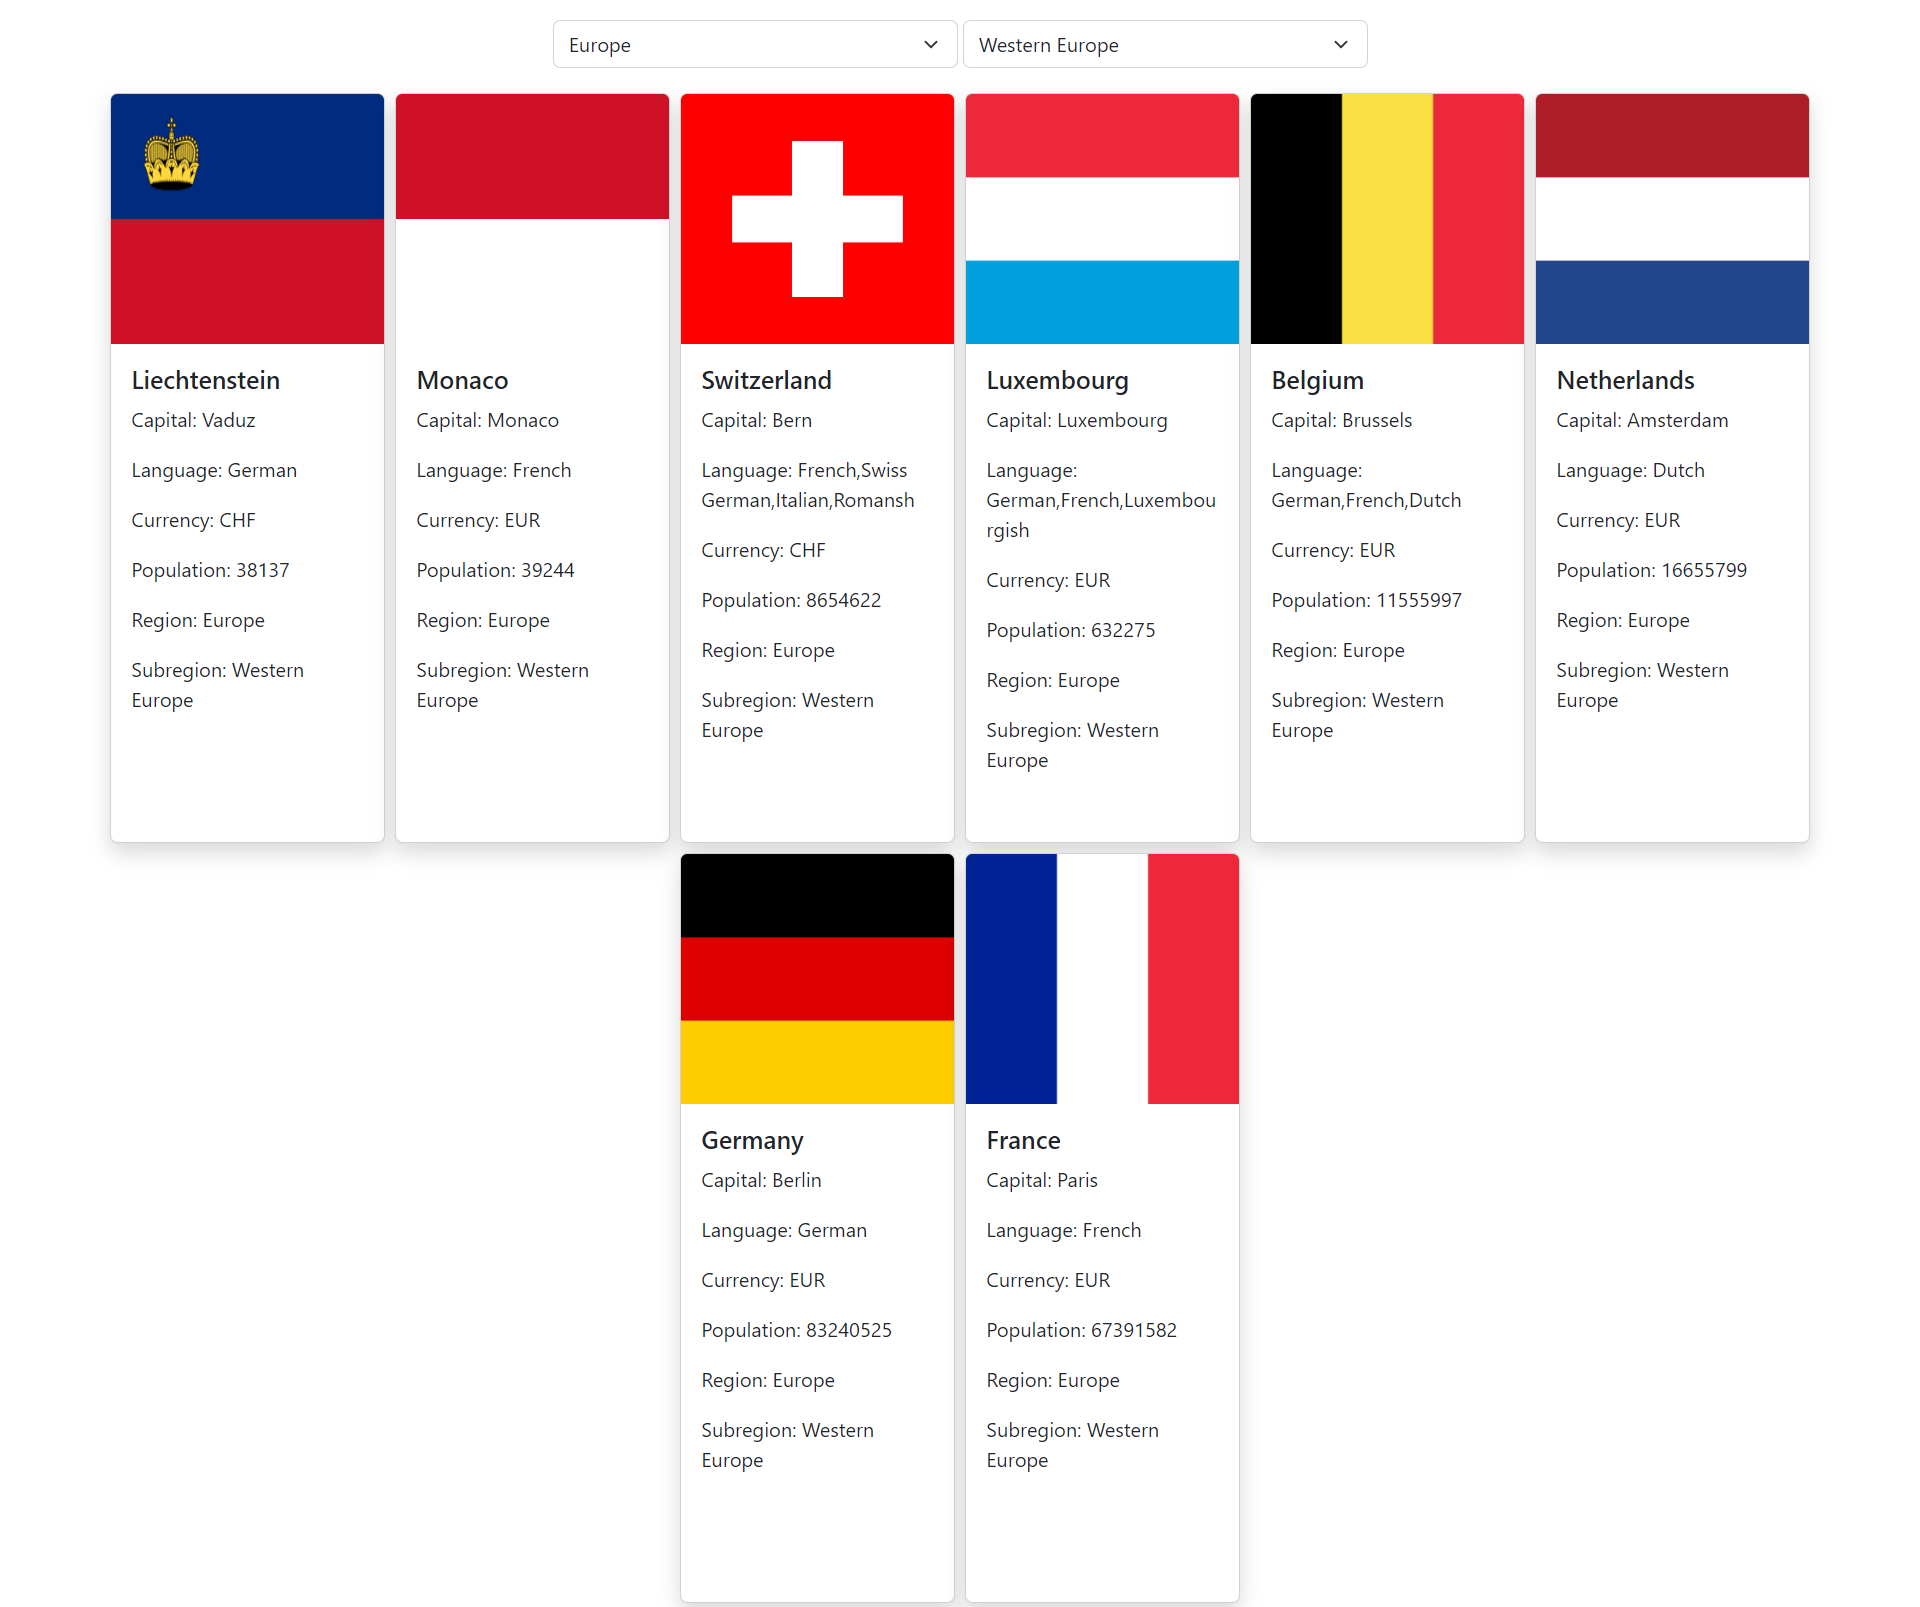 Europe
Western Europe
Liechtenstein
Capital: Vaduz
Language: German
Currency: CHF
Population: 38137
Region: Europe
Subregion: Western
Europe
Monaco
Capital: Monaco
Language: French
Currency: EUR
Population: 39244
Region: Europe
Subregion: Western
Europe
Switzerland
Capital: Bern
Language: French,Swiss
German,Italian,Romansh
Currency: CHF
Population: 8654622
Region: Europe
Subregion: Western
Europe
Luxembourg
Capital: Luxembourg
Language:
German,French,Luxembou
rgish
Currency: EUR
Population: 632275
Region: Europe
Subregion: Western
Europe
Belgium
Capital: Brussels
Language:
German,French,Dutch
Currency: EUR
Population: 11555997
Region: Europe
Subregion: Western
Europe
Netherlands
Capital: Amsterdam
Language: Dutch
Currency: EUR
Population: 16655799
Region: Europe
Subregion: Western
Europe
Germany
Capital: Berlin
Language: German
Currency: EUR
Population: 83240525
Region: Europe
Subregion: Western
Europe
France
Capital: Paris
Language: French
Currency: EUR
Population: 67391582
Region: Europe
Subregion: Western
Europe